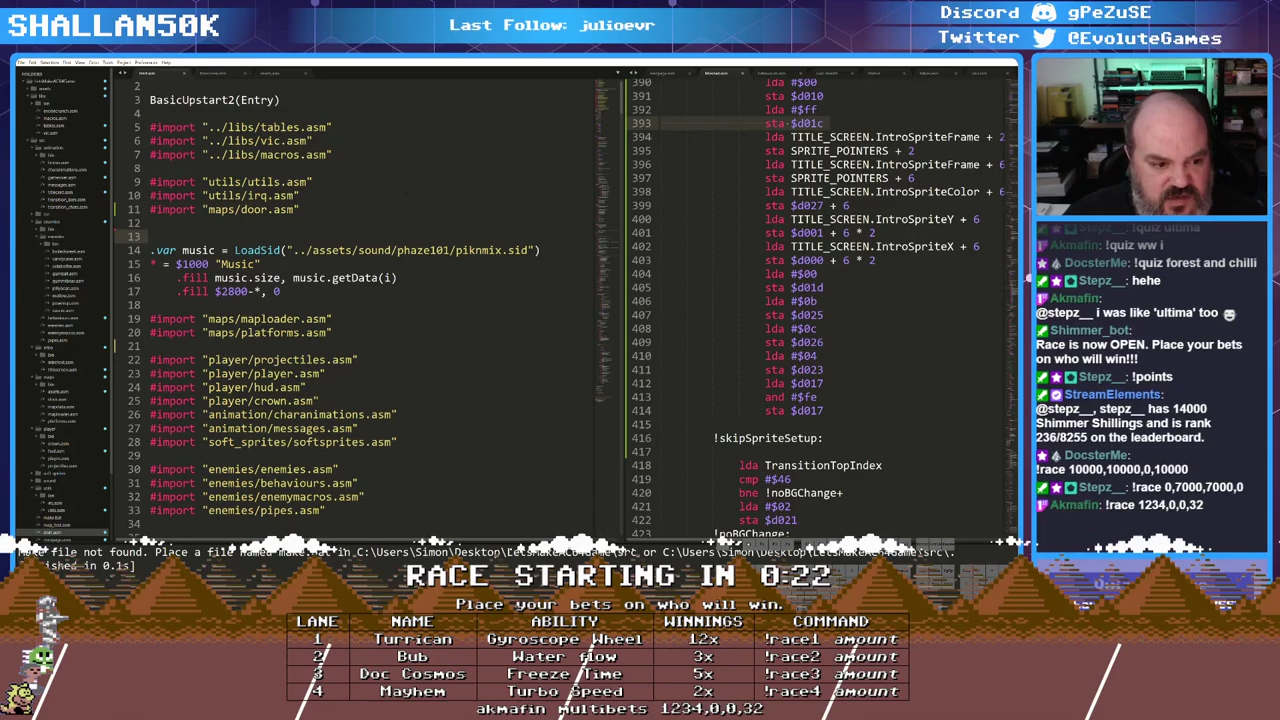 SHALLAN50K
Last Follow: julioevr
Discord gPeZuSE
Twitter @EvoluteGames
FOLDERS
2
3 BasicUpstart2(Entry)
4
5 #import "../libs/tables.asm"
6 #import "../libs/vic.asm"
7 #import "../libs/macros.asm"
8
9 #import "utils/utils.asm"
10 #import "utils/irq.asm"
11 #import "maps/door.asm"
12
13
14 .var music = LoadSid("../assets/sound/phaze101/piknmix.sid")
15 * = $1000 "Music"
16 .fill music.size, music.getData(i)
17 .fill $2800-*, 0
18
19 #import "maps/maploader.asm"
20 #import "maps/platforms.asm"
21
22 #import "player/projectiles.asm"
23 #import "player/player.asm"
24 #import "player/hud.asm"
25 #import "player/crown.asm"
26 #import "animation/charanimations.asm"
27 #import "animation/messages.asm"
28 #import "soft_sprites/softsprites.asm"
29
30 #import "enemies/enemies.asm"
31 #import "enemies/behaviours.asm"
32 #import "enemies/enemymacros.asm"
33 #import "enemies/pipes.asm"
34
390 lda #$00
391 sta $d010
392 lda #$ff
393 sta $d01c
394 lda TITLE_SCREEN.IntroSpriteFrame + 2
395 sta SPRITE_POINTERS + 2
396 lda TITLE_SCREEN.IntroSpriteFrame + 6
397 sta SPRITE_POINTERS + 6
398 lda TITLE_SCREEN.IntroSpriteColor + 6
399 sta $d027 + 6
400 lda TITLE_SCREEN.IntroSpriteY + 6
401 sta $d001 + 6 * 2
402 lda TITLE_SCREEN.IntroSpriteX + 6
403 sta $d000 + 6 * 2
404 lda #$00
405 sta $d01d
406 lda #$0b
407 sta $d025
408 lda #$0c
409 sta $d026
410 lda #$04
411 sta $d023
412 lda $d017
413 and #$fe
414 sta $d017
416 !skipSpriteSetup:
417
418 lda TransitionTopIndex
419 cmp #$46
420 bne !noBGChange+
421 lda #$02
422 sta $d021
423 !noBGChange:
Stepz__: !quiz ultima
Akmafin: !quiz ww i
DocsterMe: !quiz forest and chilli
Stepz__: hehe
Akmafin:
@stepz__ i was like 'ultima' too
Shimmer_bot:
Race is now OPEN. Place your bets
on who will win!!!
Stepz__: !points
StreamElements:
@stepz__, stepz__ has 14000
Shimmer Shillings and is rank
236/8255 on the leaderboard.
DocsterMe:
!race 10000,10000,0,10000
Stepz__: !race 0,7000,7000,0
Akmafin: !race 1234,0,0,32
RACE STARTING IN 0:22
Place your bets on who will win.
LANE NAME ABILITY WINNINGS COMMAND
1 Turrican Gyroscope Wheel 12x !race1 amount
2 Bub Water flow 3x !race2 amount
3 Doc Cosmos Freeze Time 5x !race3 amount
4 Mayhem Turbo Speed 2x !race4 amount
akmafin multibets 1234,0,0,32